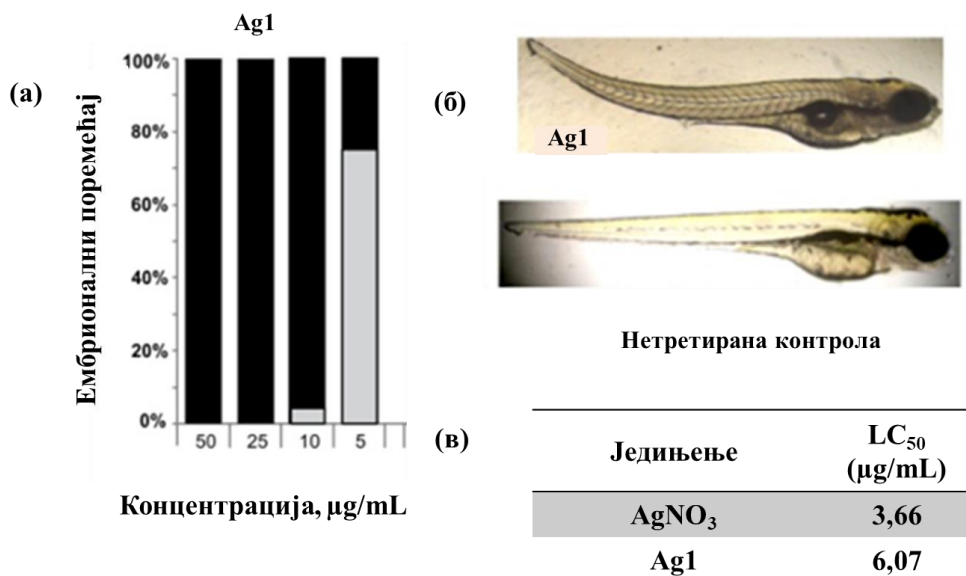 Ag1
(а)
Ембрионални поремећај
100%
80%
60%
40%
20%
0%
50 25 10 5
Концентрација, µg/mL
(б)
Ag1
Нетретирана контрола
(в)
Једињење LC₅₀
(µg/mL)
AgNO₃ 3,66
Ag1 6,07